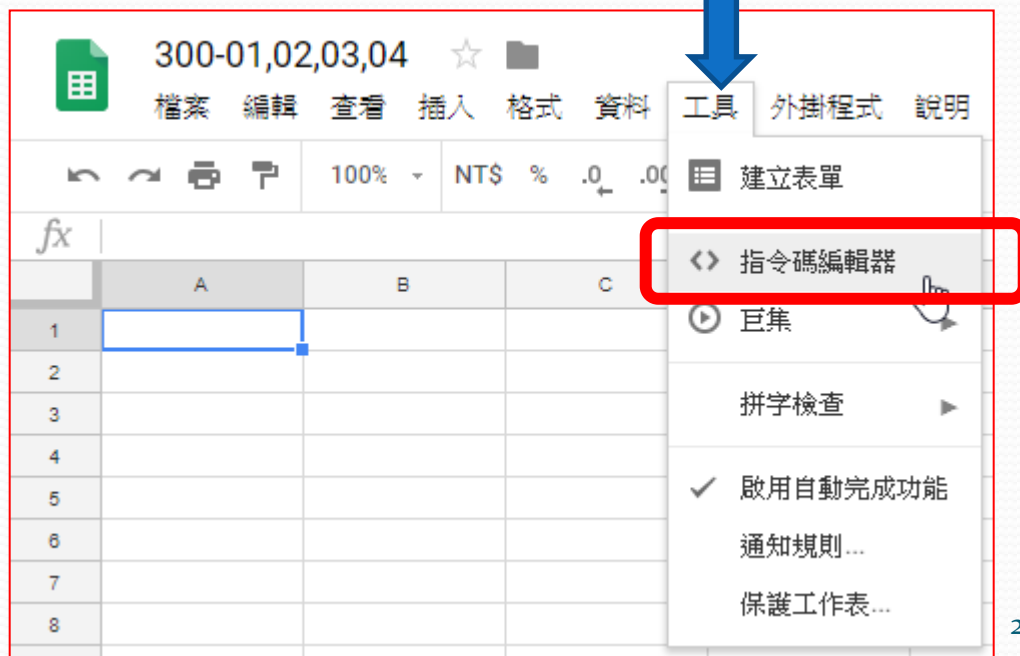 300-01,02,03,04
檔案 編輯 查看 插入 格式 資料 工具 外掛程式 說明
100% NT$ % .0 .00
建立表單
fx
指令碼編輯器
A B C
巨集
拼字檢查
啟用自動完成功能
通知規則...
保護工作表...
1
2
3
4
5
6
7
8
2